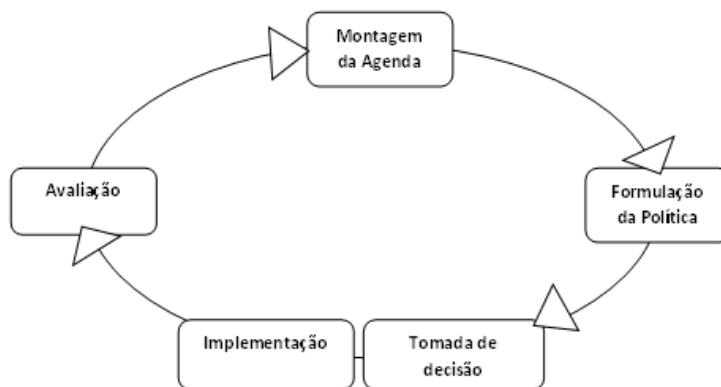 Montagem
da Agenda
Formulação
da Política
Tomada de
decisão
Implementação
Avaliação